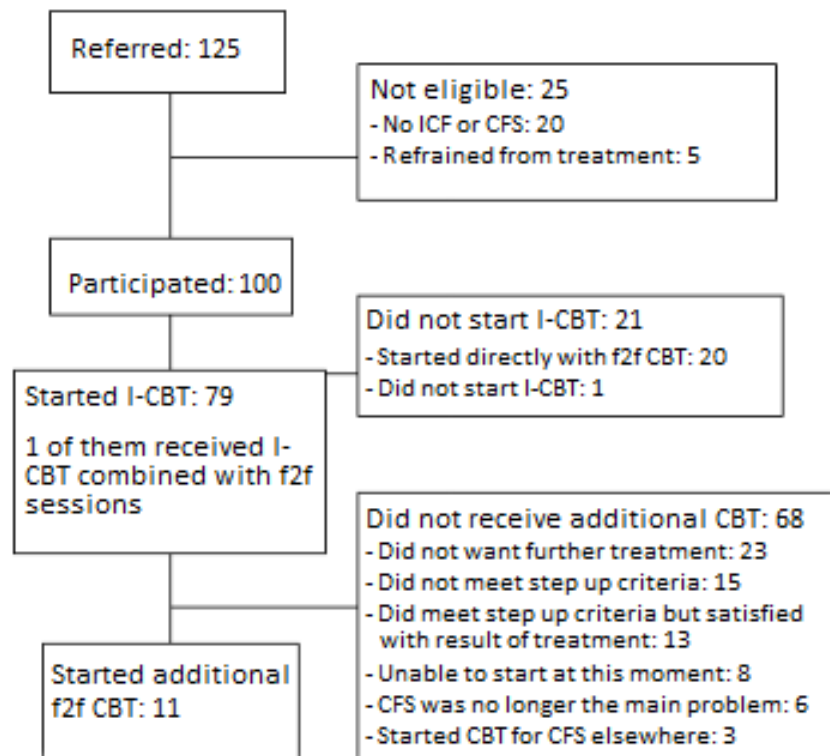 Referred: 125
Not eligible: 25
- No ICF or CFS: 20
- Refrained from treatment: 5
Participated: 100
Did not start I-CBT: 21
- Started directly with f2f CBT: 20
- Did not start I-CBT: 1
Started I-CBT: 79
1 of them received I-
CBT combined with f2f
sessions
Did not receive additional CBT: 68
- Did not want further treatment: 23
- Did not meet step up criteria: 15
- Did meet step up criteria but satisfied
with result of treatment: 13
- Unable to start at this moment: 8
- CFS was no longer the main problem: 6
- Started CBT for CFS elsewhere: 3
Started additional
f2f CBT: 11